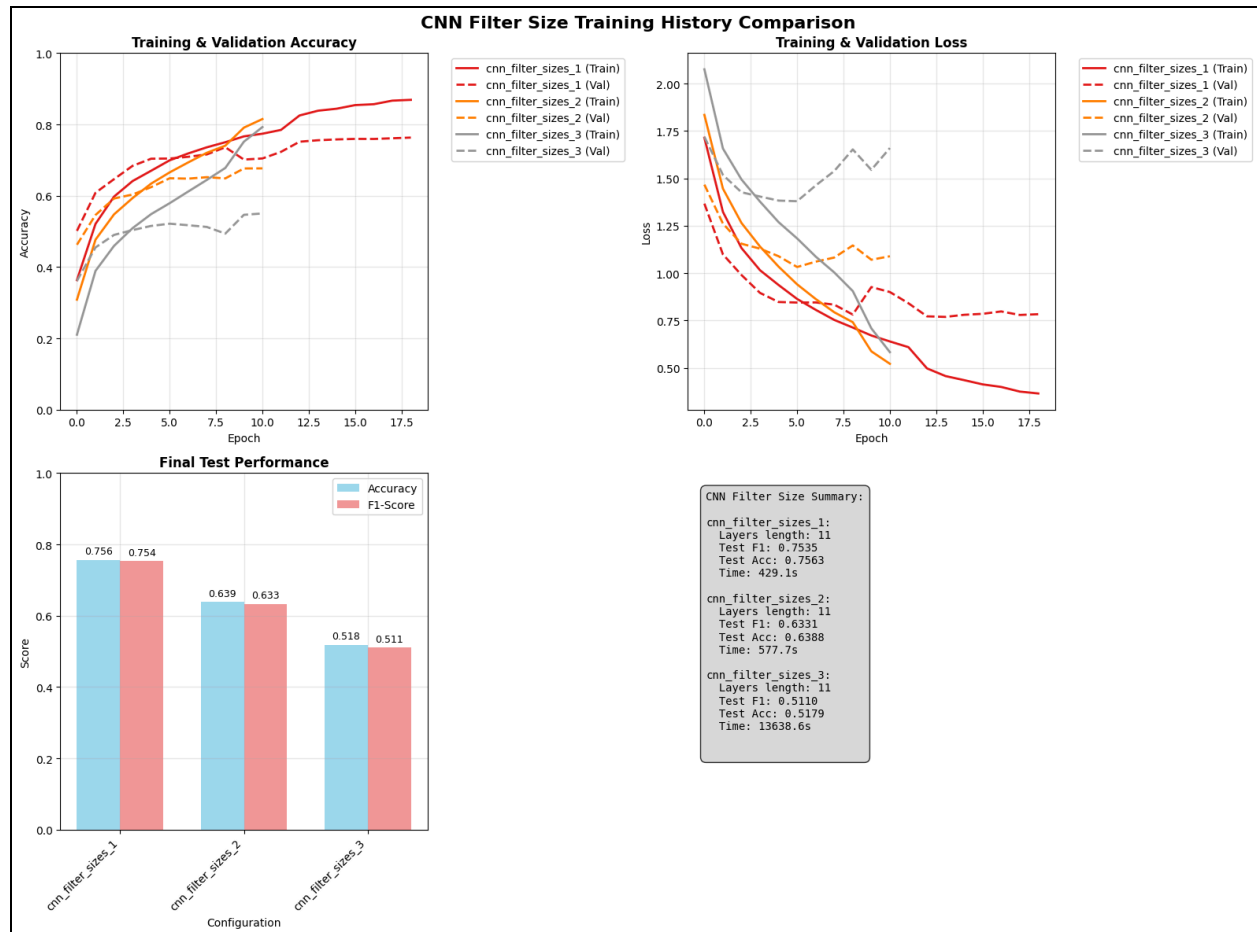 CNN Filter Size Training History Comparison
Training & Validation Accuracy
1.0
0.8
0.6
0.4
0.2
0.0
Accuracy
0.0 2.5 5.0 7.5 10.0 12.5 15.0 17.5
Epoch
cnn_filter_sizes_1 (Train)
cnn_filter_sizes_1 (Val)
cnn_filter_sizes_2 (Train)
cnn_filter_sizes_2 (Val)
cnn_filter_sizes_3 (Train)
cnn_filter_sizes_3 (Val)
Training & Validation Loss
2.00
1.75
1.50
1.25
1.00
0.75
0.50
Loss
0.0 2.5 5.0 7.5 10.0 12.5 15.0 17.5
Epoch
cnn_filter_sizes_1 (Train)
cnn_filter_sizes_1 (Val)
cnn_filter_sizes_2 (Train)
cnn_filter_sizes_2 (Val)
cnn_filter_sizes_3 (Train)
cnn_filter_sizes_3 (Val)
Final Test Performance
1.0
0.8
0.6
0.4
0.2
0.0
Score
Accuracy
F1-Score
0.756 0.754
0.639 0.633
0.518 0.511
cnn_filter_sizes_1
cnn_filter_sizes_2
cnn_filter_sizes_3
Configuration
CNN Filter Size Summary:
cnn_filter_sizes_1:
Layers length: 11
Test F1: 0.7535
Test Acc: 0.7563
Time: 429.1s
cnn_filter_sizes_2:
Layers length: 11
Test F1: 0.6331
Test Acc: 0.6388
Time: 577.7s
cnn_filter_sizes_3:
Layers length: 11
Test F1: 0.5110
Test Acc: 0.5179
Time: 13638.6s